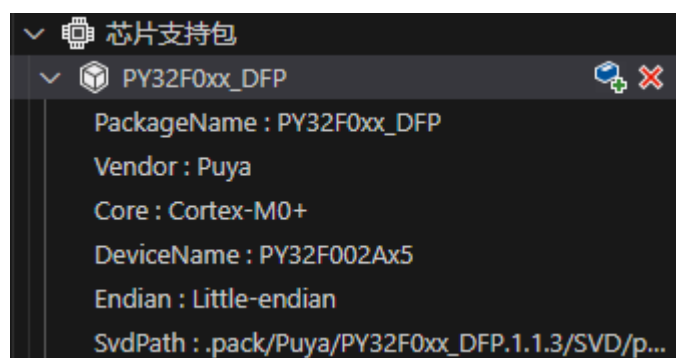 芯片支持包
PY32F0xx_DFP
PackageName : PY32F0xx_DFP
Vendor : Puya
Core : Cortex-M0+
DeviceName : PY32F002Ax5
Endian : Little-endian
SvdPath : .pack/Puya/PY32F0xx_DFP.1.1.3/SVD/p...